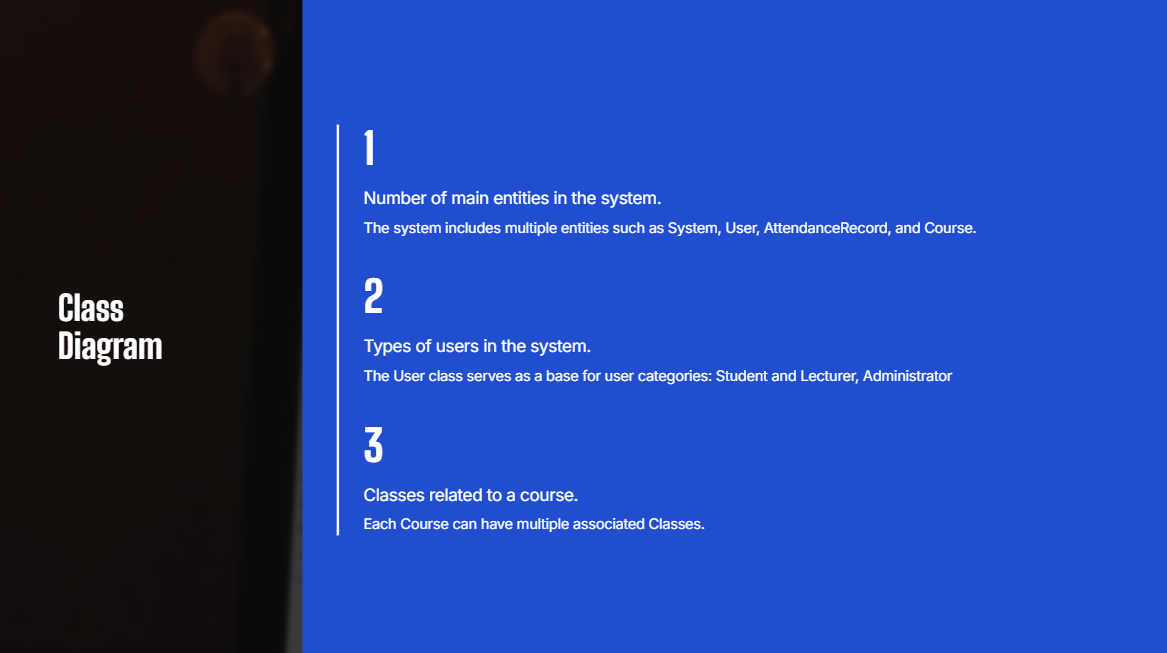 Class
Diagram
1
Number of main entities in the system.
The system includes multiple entities such as System, User, AttendanceRecord, and Course.
2
Types of users in the system.
The User class serves as a base for user categories: Student and Lecturer, Administrator
3
Classes related to a course.
Each Course can have multiple associated Classes.